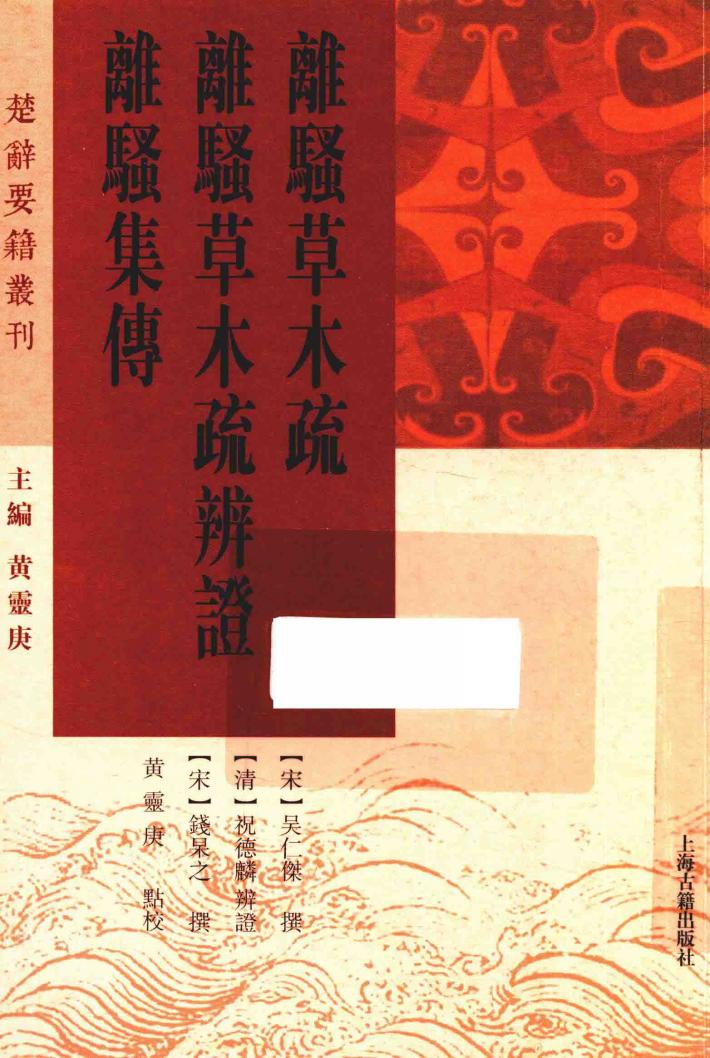 離騷草木疏
離騷草木疏辨證
離騷集傳
楚辭要籍叢刊
主編 黄靈庚
【宋】吴仁傑 撰
【清】祝德麟 辨證
【宋】錢杲之 撰
黄靈庚 點校
上海古籍出版社